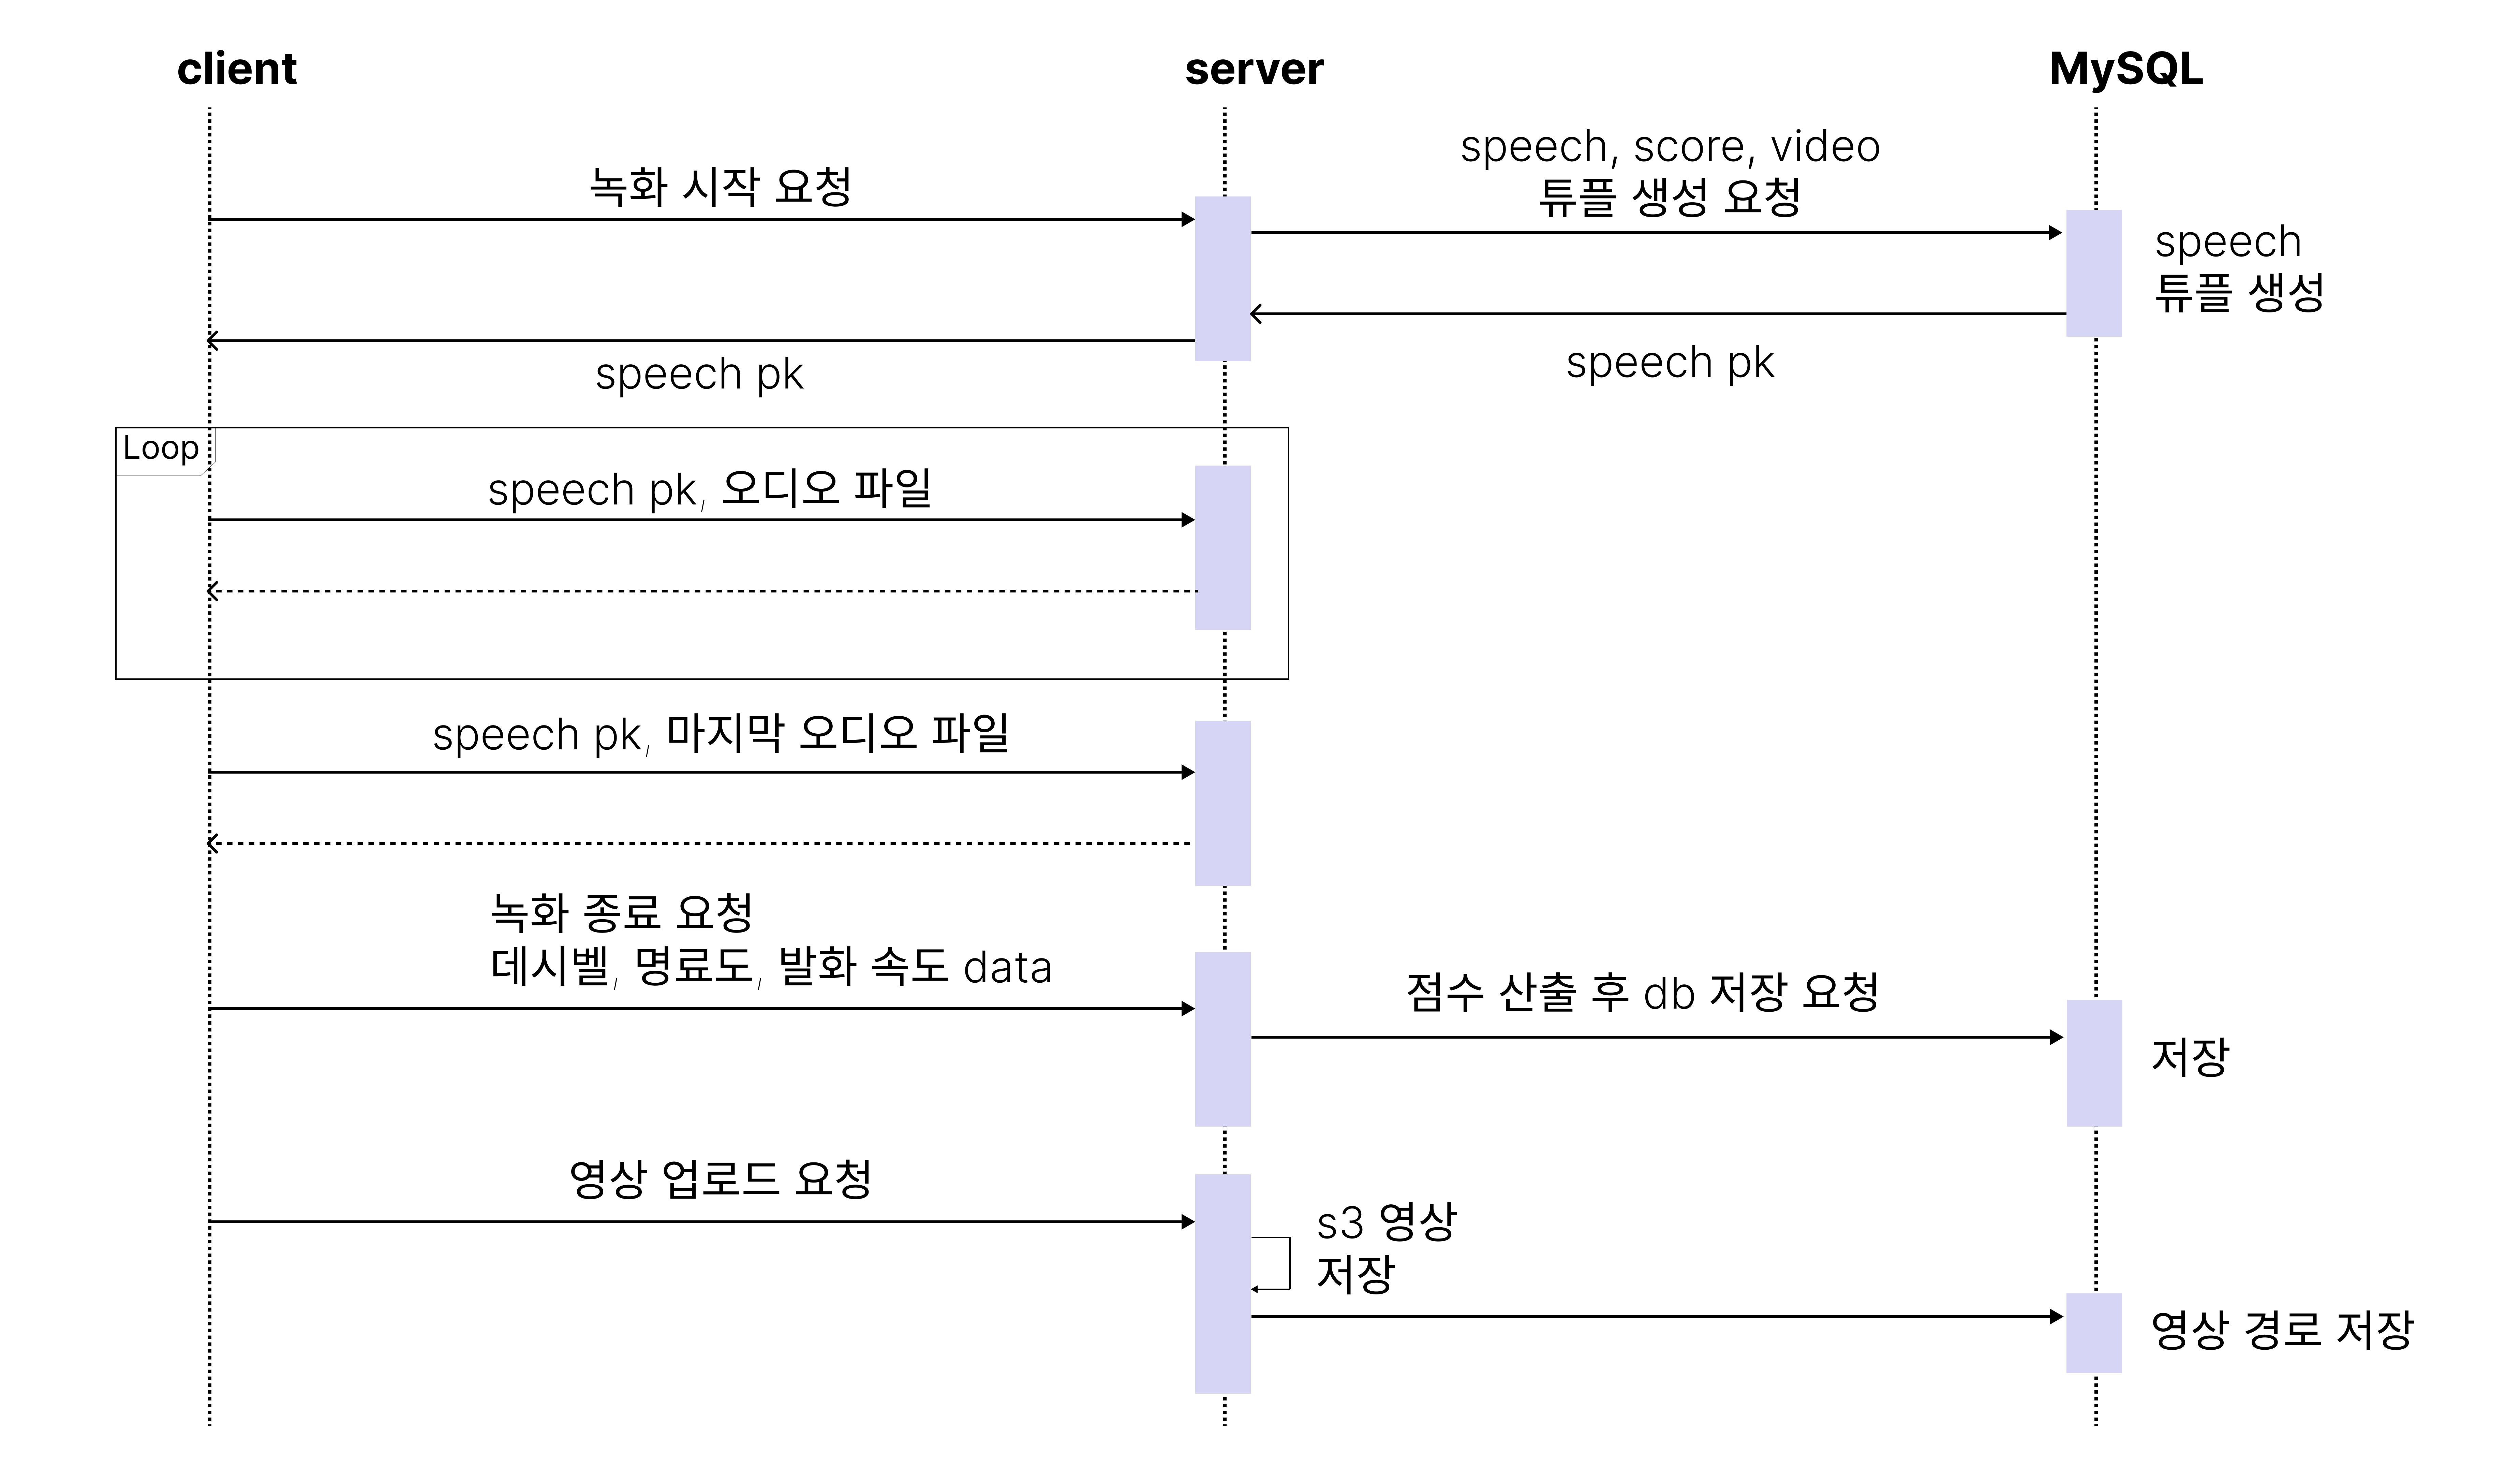 client
server
MySQL
speech, score, video
튜플 생성 요청
녹화 시작 요청
speech
튜플 생성
speech pk
speech pk
Loop
speech pk, 오디오 파일
speech pk, 마지막 오디오 파일
녹화 종료 요청
데시벨, 명료도, 발화 속도 data
점수 산출 후 db 저장 요청
저장
영상 업로드 요청
s3 영상
저장
영상 경로 저장